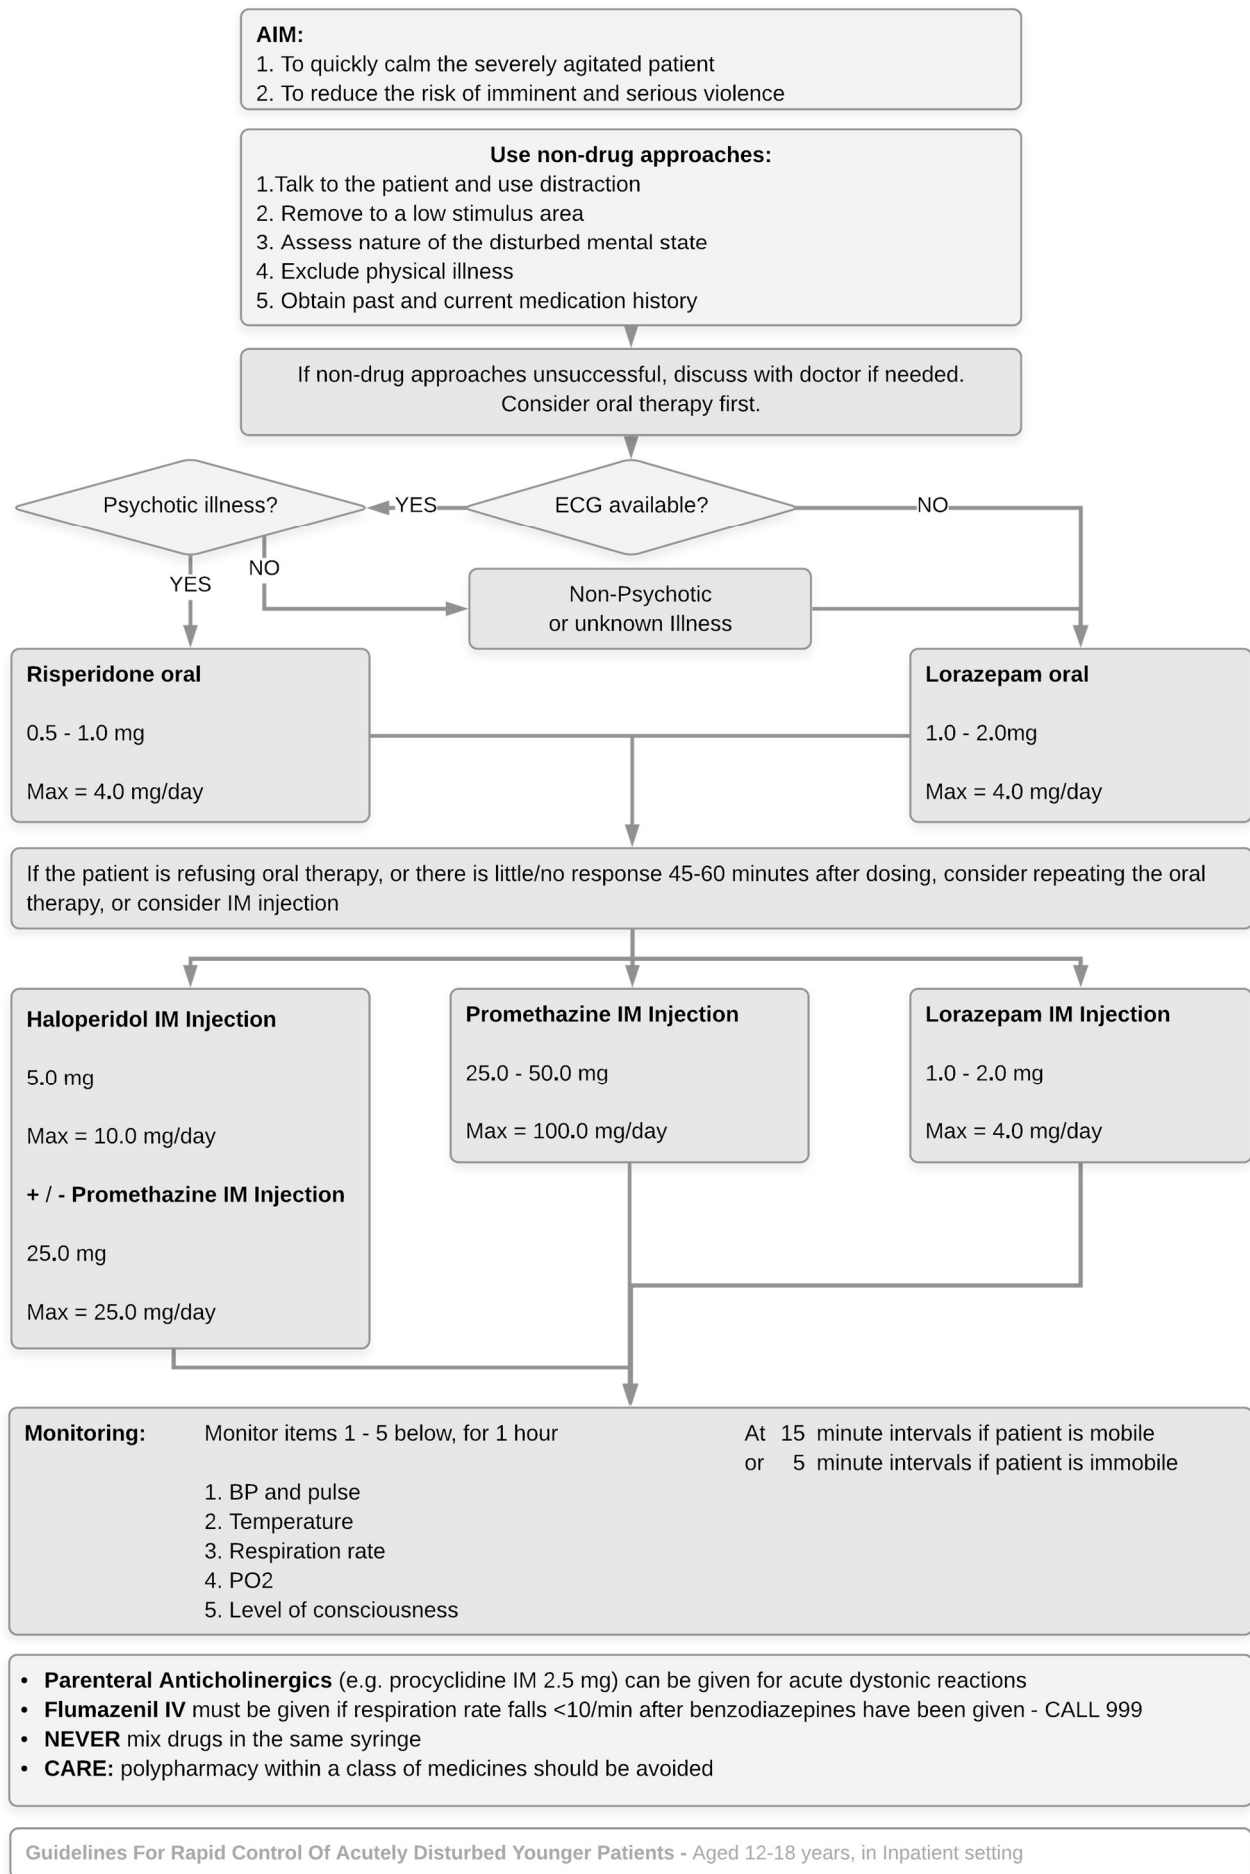 AIM:
1. To quickly calm the severely agitated patient
2. To reduce the risk of imminent and serious violence
Use non-drug approaches:
1.Talk to the patient and use distraction
2. Remove to a low stimulus area
3. Assess nature of the disturbed mental state
4. Exclude physical illness
5. Obtain past and current medication history
If non-drug approaches unsuccessful, discuss with doctor if needed.
Consider oral therapy first.
Psychotic illness?
YES
ECG available?
NO
YES
NO
Non-Psychotic
or unknown Illness
Risperidone oral
0.5 - 1.0 mg
Max = 4.0 mg/day
Lorazepam oral
1.0 - 2.0mg
Max = 4.0 mg/day
If the patient is refusing oral therapy, or there is little/no response 45-60 minutes after dosing, consider repeating the oral
therapy, or consider IM injection
Haloperidol IM Injection
5.0 mg
Max = 10.0 mg/day
+ / - Promethazine IM Injection
25.0 mg
Max = 25.0 mg/day
Promethazine IM Injection
25.0 - 50.0 mg
Max = 100.0 mg/day
Lorazepam IM Injection
1.0 - 2.0 mg
Max = 4.0 mg/day
Monitoring: Monitor items 1 - 5 below, for 1 hour At 15 minute intervals if patient is mobile
or 5 minute intervals if patient is immobile
1. BP and pulse
2. Temperature
3. Respiration rate
4. PO2
5. Level of consciousness
• Parenteral Anticholinergics (e.g. procyclidine IM 2.5 mg) can be given for acute dystonic reactions
• Flumazenil IV must be given if respiration rate falls <10/min after benzodiazepines have been given - CALL 999
• NEVER mix drugs in the same syringe
• CARE: polypharmacy within a class of medicines should be avoided
Guidelines For Rapid Control Of Acutely Disturbed Younger Patients - Aged 12-18 years, in Inpatient setting